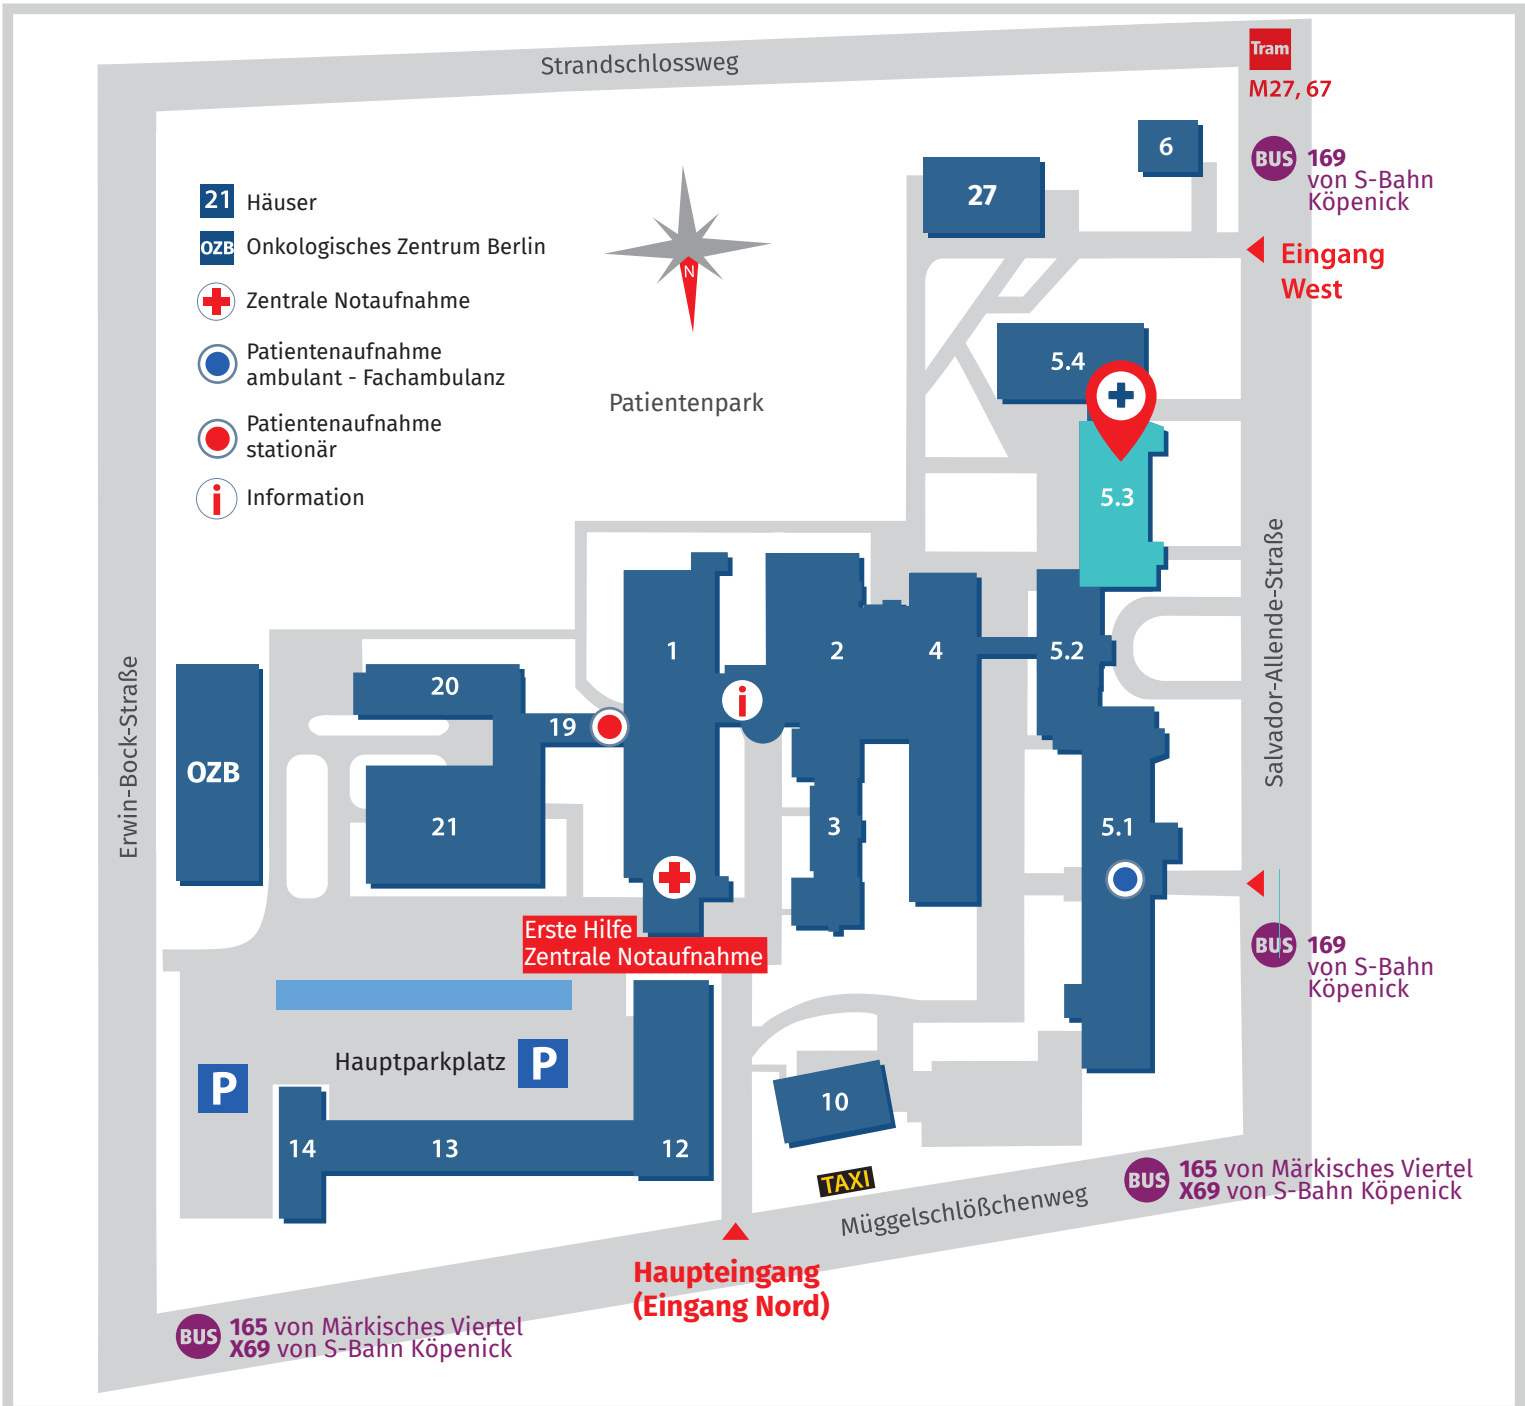 Strandschlossweg
Tram
M27, 67
BUS 169
von S-Bahn
Köpenick
6
27
21 Häuser
OZB Onkologisches Zentrum Berlin
N
Eingang
West
Zentrale Notaufnahme
Patientenaufnahme
ambulant - Fachambulanz
Patientenaufnahme
stationär
i Information
Patientenpark
5.4
5.3
Salvador-Allende-Straße
Erwin-Bock-Straße
1
2
4
5.2
20
i
19
OZB
21
3
5.1
Erste Hilfe
Zentrale Notaufnahme
BUS 169
von S-Bahn
Köpenick
Hauptparkplatz P
P
10
14
13
12
TAXI
Müggelschlößchenweg
BUS 165 von Märkisches Viertel
X69 von S-Bahn Köpenick
Haupteingang
(Eingang Nord)
BUS 165 von Märkisches Viertel
X69 von S-Bahn Köpenick